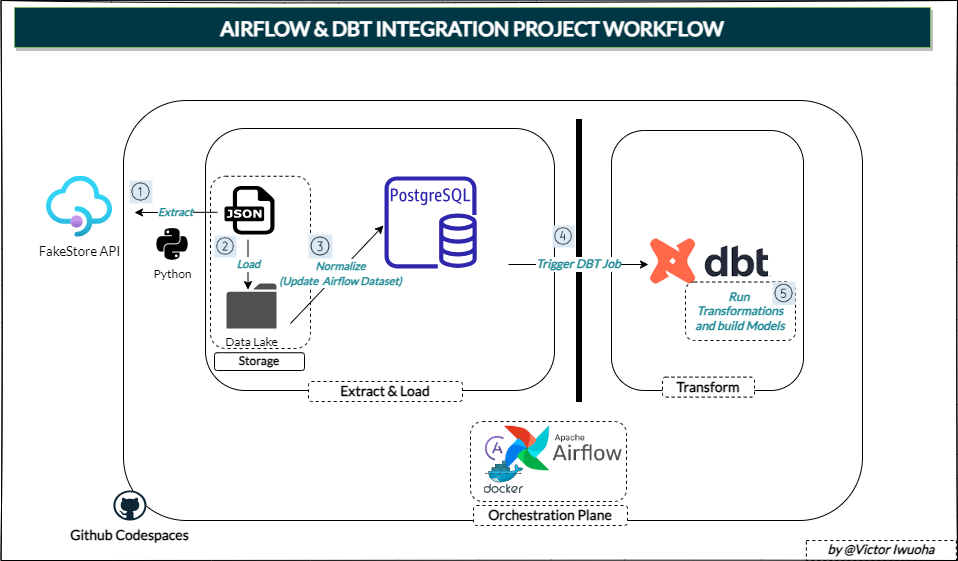 AIRFLOW & DBT INTEGRATION PROJECT WORKFLOW
1
Extract
FakeStore API
Python
JSON
2
Load
Data Lake
Storage
3
Normalize
(Update Airflow Dataset)
PostgreSQL
Extract & Load
4
Trigger DBT Job
dbt
5
Run
Transformations
and build Models
Transform
A
Apache
Airflow
docker
Orchestration Plane
Github Codespaces
by @Victor Iwuoha